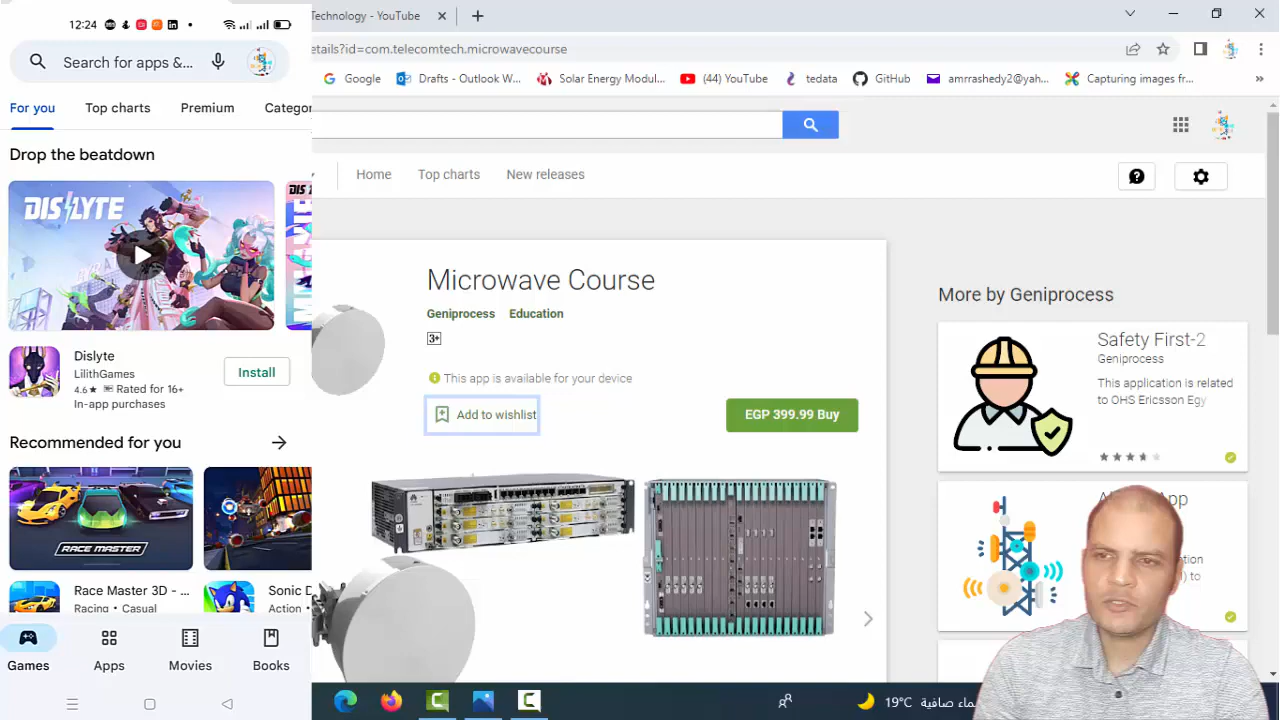 12:24
Search for apps &...
For you
Top charts
Premium
Categor
Drop the beatdown
DISLYTE
DIS
Dislyte
LilithGames
4.6★ Rated for 16+
In-app purchases
Install
Recommended for you
RACE MASTER
Race Master 3D - ...
Racing • Casual
Sonic D
Action •
Games
Apps
Movies
Books
Technology - YouTube
etails?id=com.telecomtech.microwavecourse
Google
Drafts - Outlook W...
Solar Energy Modul...
(44) YouTube
tedata
GitHub
amrrashedy2@yah...
Capturing images fr...
Home
Top charts
New releases
Microwave Course
Geniprocess
Education
3+
This app is available for your device
Add to wishlist
EGP 399.99 Buy
More by Geniprocess
Safety First-2
Geniprocess
This application is related
to OHS Ericsson Egy
19°C
سماء صافية